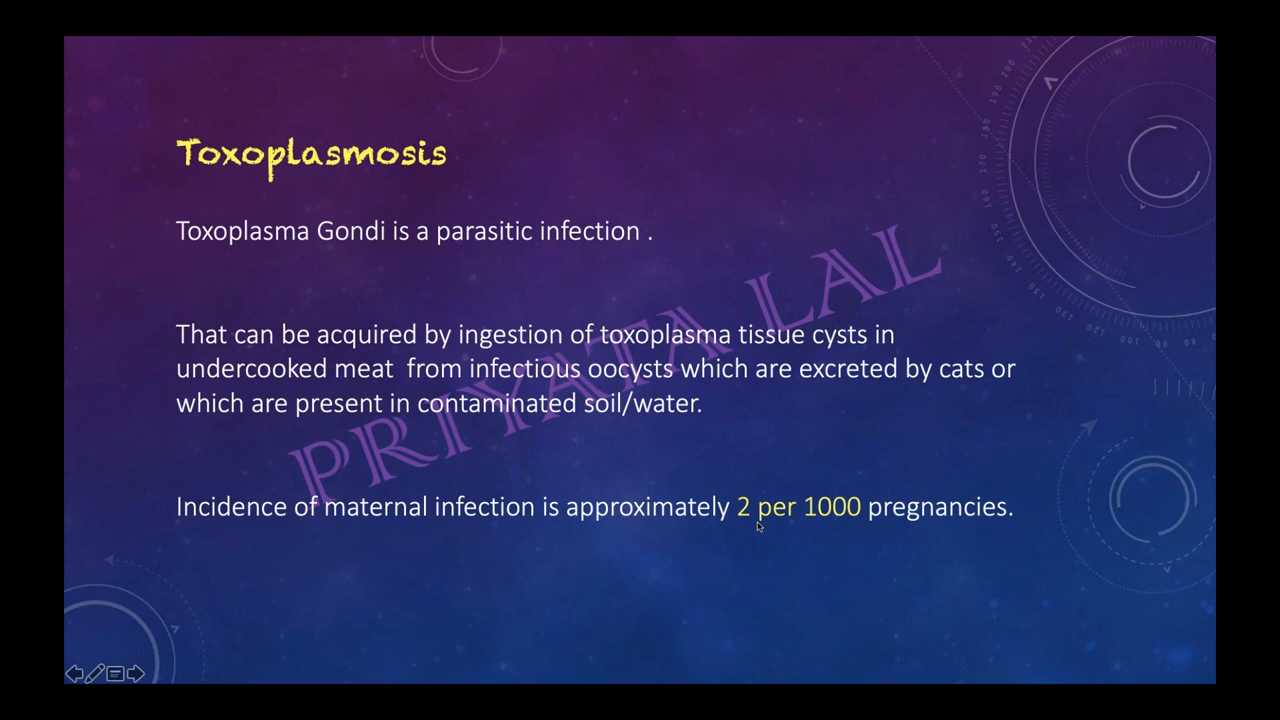 Toxoplasmosis
Toxoplasma Gondi is a parasitic infection .
That can be acquired by ingestion of toxoplasma tissue cysts in
undercooked meat  from infectious oocysts which are excreted by cats or
which are present in contaminated soil/water.
Incidence of maternal infection is approximately 2 per 1000 pregnancies.
PRIYATA LAL